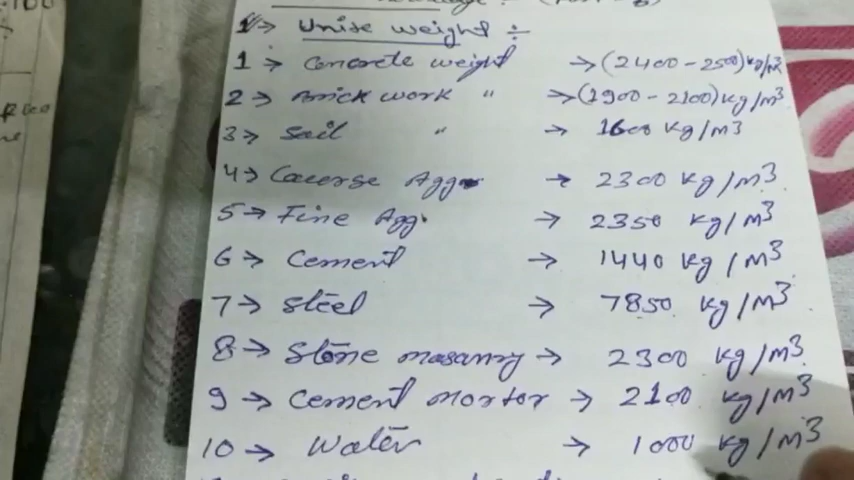 100
1> Unise weight ÷
1 > Concrete weight → (2400 - 2500) kg/m3
2 → Brick work " → (1900 - 2100) kg/m3
3 → Soil " → 1600 kg/m3
4 → Course Agg. → 2300 kg/m3
5 → Fine Agg. → 2350 kg/m3
6 → Cement → 1440 kg/m3
7 → Steel → 7850 kg/m3
8 → Stone masanry → 2300 kg/m3
9 → Cement mortor → 2100 kg/m3
10 → Water → 1000 kg/m3